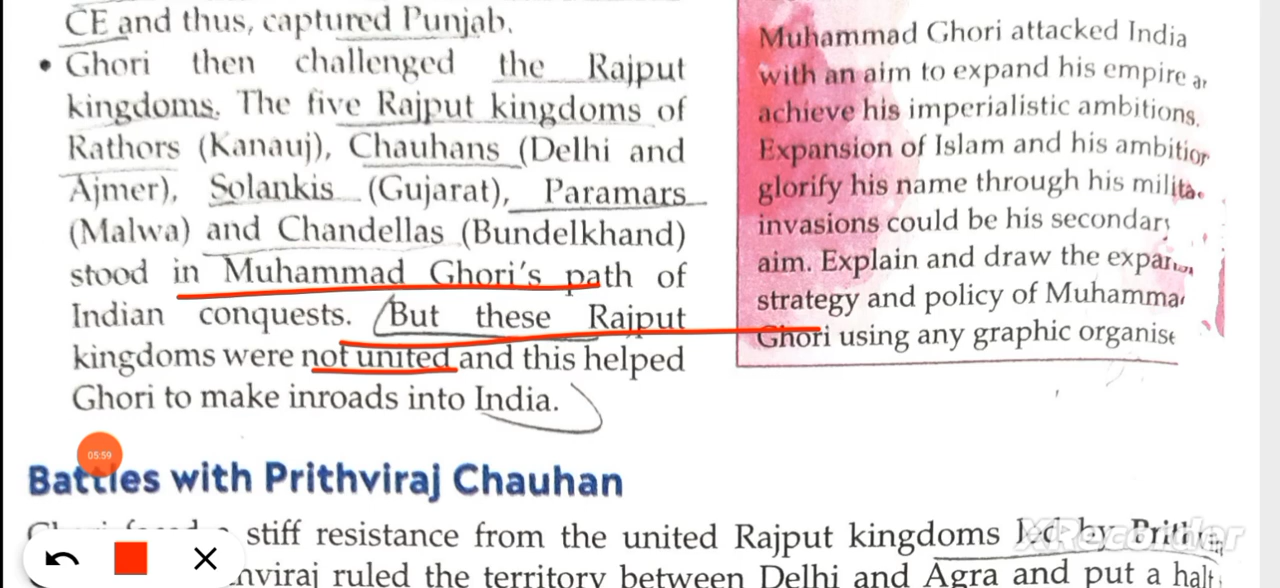 CE and thus, captured Punjab.
• Ghori then challenged the Rajput
kingdoms. The five Rajput kingdoms of
Rathors (Kanauj), Chauhans (Delhi and
Ajmer), Solankis (Gujarat), Paramars
(Malwa) and Chandellas (Bundelkhand)
stood in Muhammad Ghori's path of
Indian conquests. But these Rajput
kingdoms were not united and this helped
Ghori to make inroads into India.
Muhammad Ghori attacked India
with an aim to expand his empire
achieve his imperialistic ambitions.
Expansion of Islam and his
glorify his name through his
invasions could be his secondary
aim. Explain and draw the
strategy and policy of
Ghori using any graphic
05:59
Battles with Prithviraj Chauhan
stiff resistance from the united Rajput kingdoms led by
ruled the territory between Delhi and Agra and put a halt
XRecorder